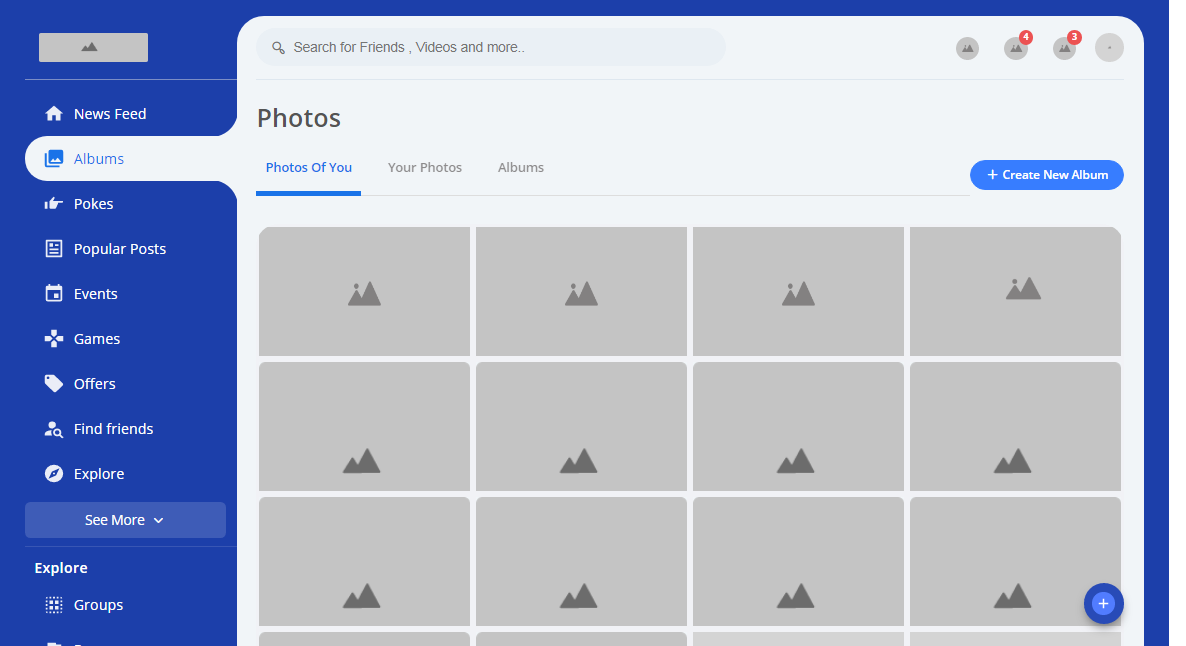 Search for Friends , Videos and more..
4
3
News Feed
Albums
Pokes
Popular Posts
Events
Games
Offers
Find friends
Explore
See More
Explore
Groups
Photos
Photos Of You
Your Photos
Albums
+ Create New Album